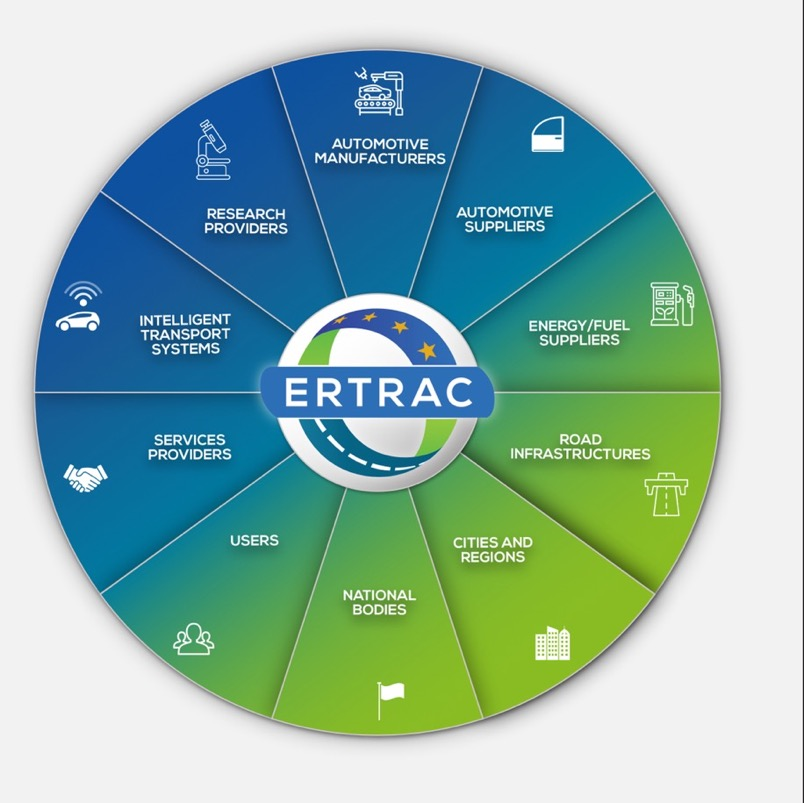 AUTOMOTIVE
MANUFACTURERS
AUTOMOTIVE
SUPPLIERS
ENERGY/FUEL
SUPPLIERS
ROAD
INFRASTRUCTURES
CITIES AND
REGIONS
NATIONAL
BODIES
USERS
SERVICES
PROVIDERS
INTELLIGENT
TRANSPORT
SYSTEMS
RESEARCH
PROVIDERS
ERTRAC